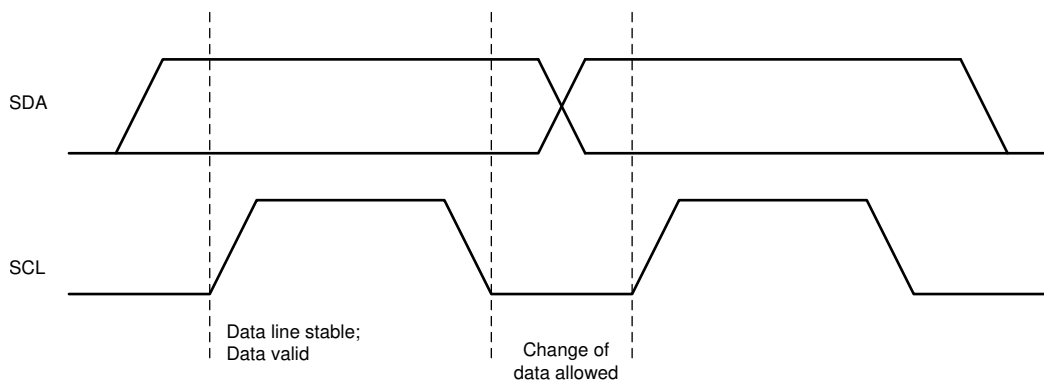 SDA
SCL
Data line stable;
Data valid
Change of
data allowed